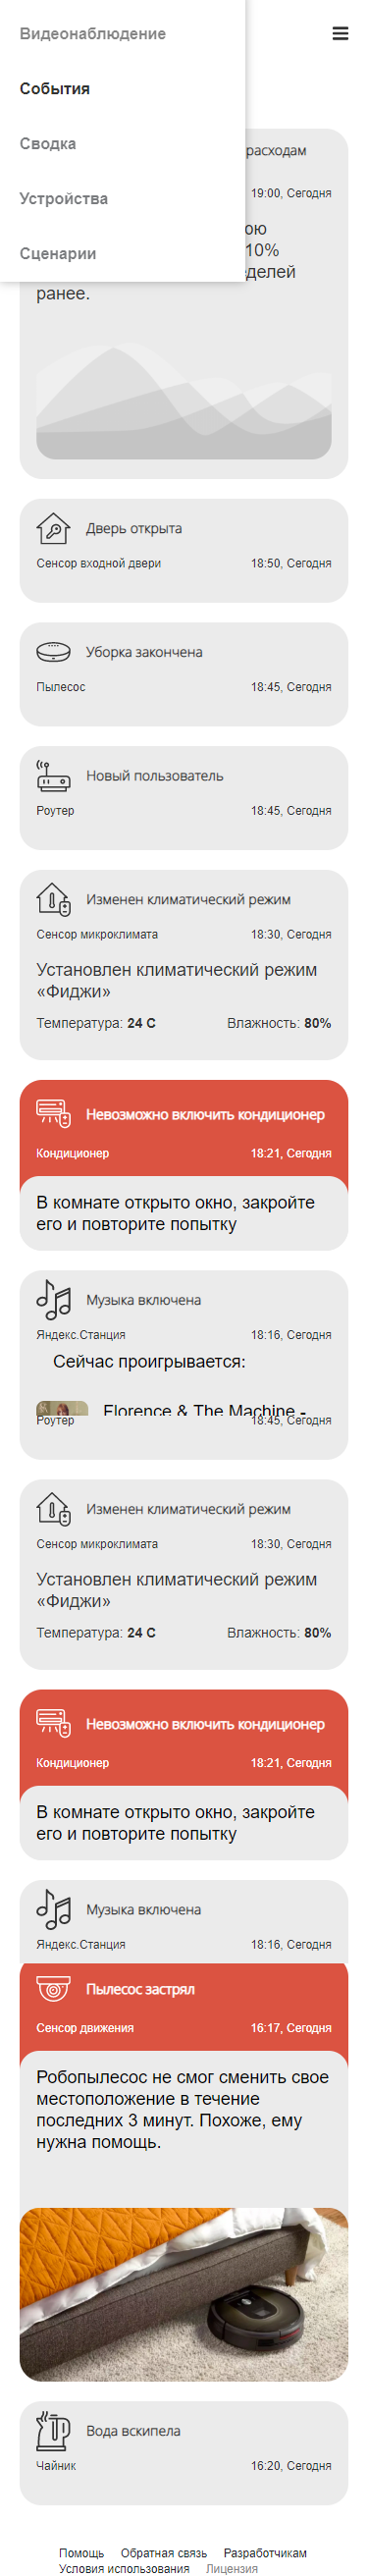 Видеонаблюдение
События
Сводка
Устройства
Сценарии
расходам
19:00, Сегодня
ою
10%
ранее.
Дверь открыта
Сенсор входной двери 18:50, Сегодня
Уборка закончена
Пылесос 18:45, Сегодня
Новый пользователь
Роутер 18:45, Сегодня
Изменен климатический режим
Сенсор микроклимата 18:30, Сегодня
Установлен климатический режим
«Фиджи»
Температура: 24 C Влажность: 80%
Невозможно включить кондиционер
Кондиционер 18:21, Сегодня
В комнате открыто окно, закройте
его и повторите попытку
Музыка включена
Яндекс.Станция 18:16, Сегодня
Сейчас проигрывается:
Florence & The Machine -
Роутер 18:45, Сегодня
Изменен климатический режим
Сенсор микроклимата 18:30, Сегодня
Установлен климатический режим
«Фиджи»
Температура: 24 C Влажность: 80%
Невозможно включить кондиционер
Кондиционер 18:21, Сегодня
В комнате открыто окно, закройте
его и повторите попытку
Музыка включена
Яндекс.Станция 18:16, Сегодня
Пылесос застрял
Сенсор движения 16:17, Сегодня
Робопылесос не смог сменить свое
местоположение в течение
последних 3 минут. Похоже, ему
нужна помощь.
Вода вскипела
Чайник 16:20, Сегодня
Помощь Обратная связь Разработчикам
Условия использования Лицензия